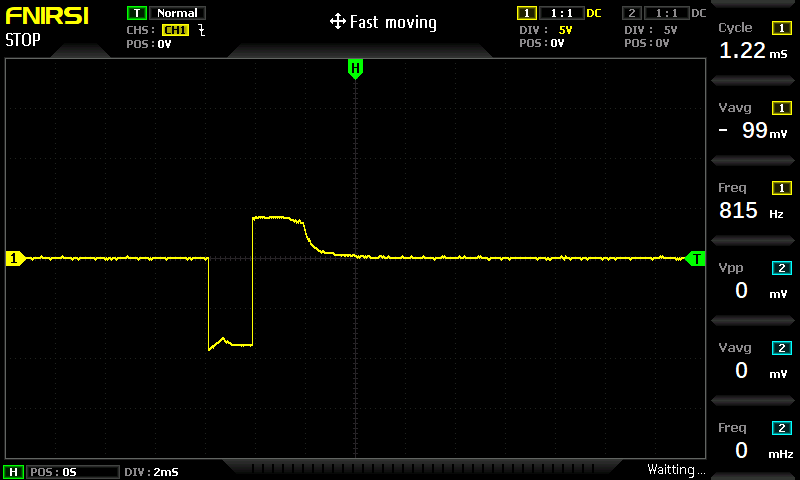 FNIRSI
STOP
T Normal
CHS: CH1
POS: 0V
Fast moving
1 1:1 DC
DIV: 5V
POS: 0V
2 1:1 DC
DIV: 5V
POS: 0V
H
1
T
Cycle 1
1.22 mS
Vavg 1
- 99 mV
Freq 1
815 Hz
Vpp 2
0 mV
Vavg 2
0 mV
Freq 2
0 mHz
H POS: 0S DIV: 2mS
Waitting...